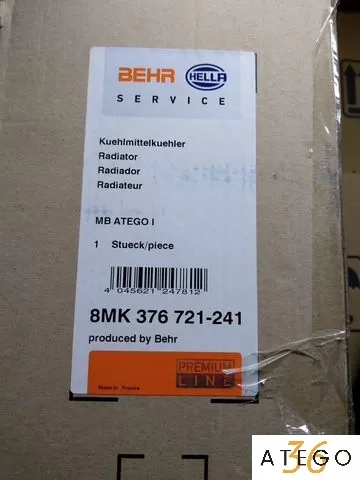 BEHR HELLA
SERVICE
Kuehlmittelkuehler
Radiator
Radiador
Radiateur
MB ATEGO I
1 Stueck/piece
4 045621 247812
8MK 376 721-241
produced by Behr
PREMIUM
LINE
Made in France
36
ATEGO